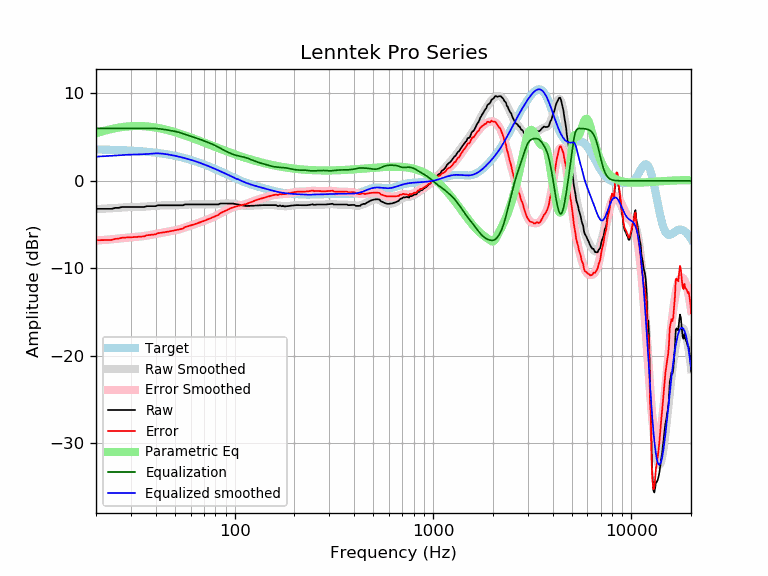 Lenntek Pro Series
10
0
−10
−20
−30
Amplitude (dBr)
Target
Raw Smoothed
Error Smoothed
Raw
Error
Parametric Eq
Equalization
Equalized smoothed
100
1000
10000
Frequency (Hz)